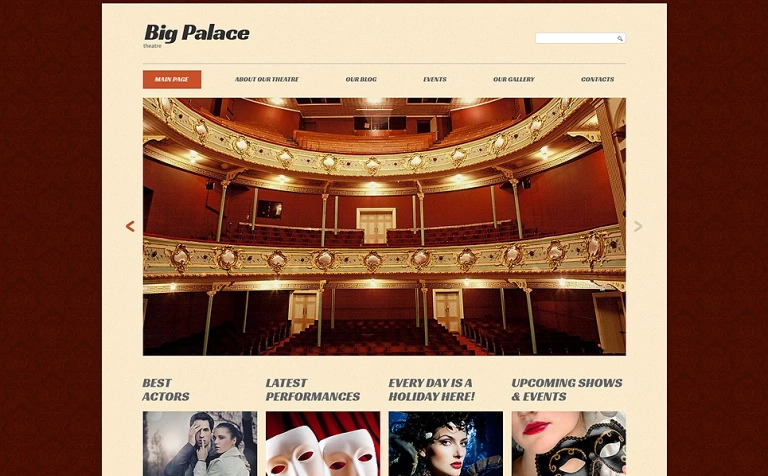 Big Palace
theatre
MAIN PAGE
ABOUT OUR THEATRE
OUR BLOG
EVENTS
OUR GALLERY
CONTACTS
BEST
ACTORS
LATEST
PERFORMANCES
EVERY DAY IS A
HOLIDAY HERE!
UPCOMING SHOWS
& EVENTS